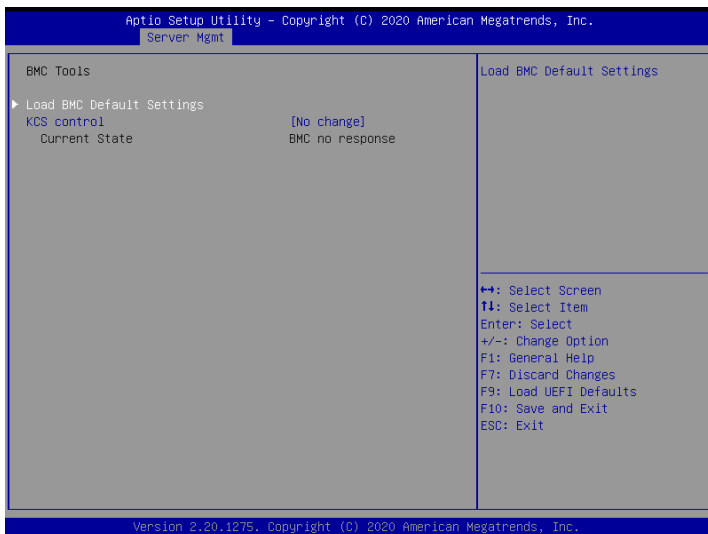 Aptio Setup Utility – Copyright (C) 2020 American Megatrends, Inc.
Server Mgmt
BMC Tools
Load BMC Default Settings
KCS control [No change]
Current State BMC no response
Load BMC Default Settings
↔: Select Screen
↑↓: Select Item
Enter: Select
+/-: Change Option
F1: General Help
F7: Discard Changes
F9: Load UEFI Defaults
F10: Save and Exit
ESC: Exit
Version 2.20.1275. Copyright (C) 2020 American Megatrends, Inc.